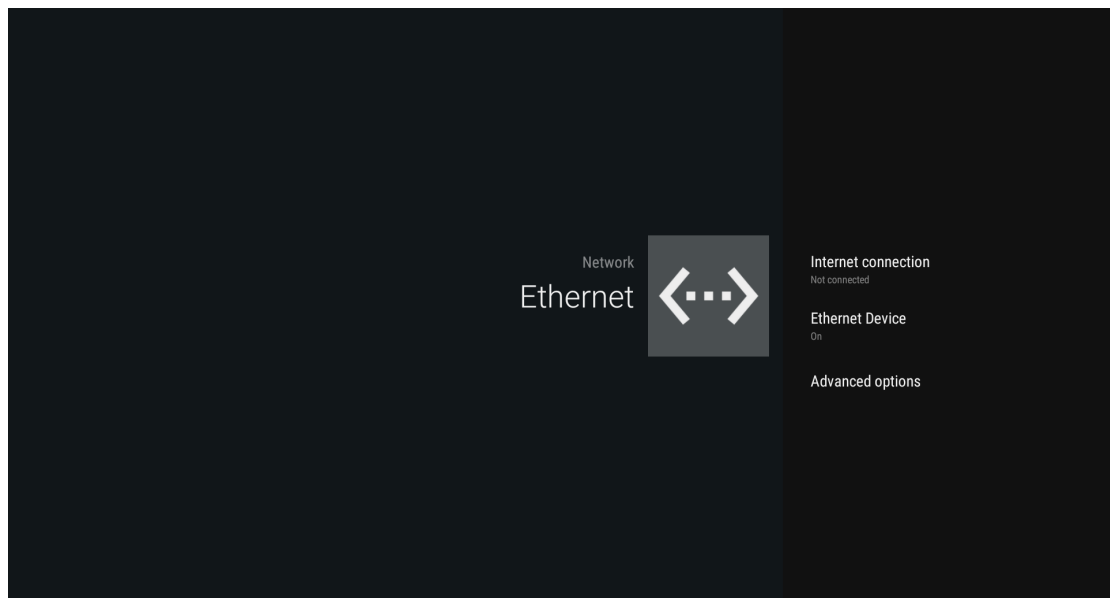 Network
Ethernet
Internet connection
Not connected
Ethernet Device
On
Advanced options